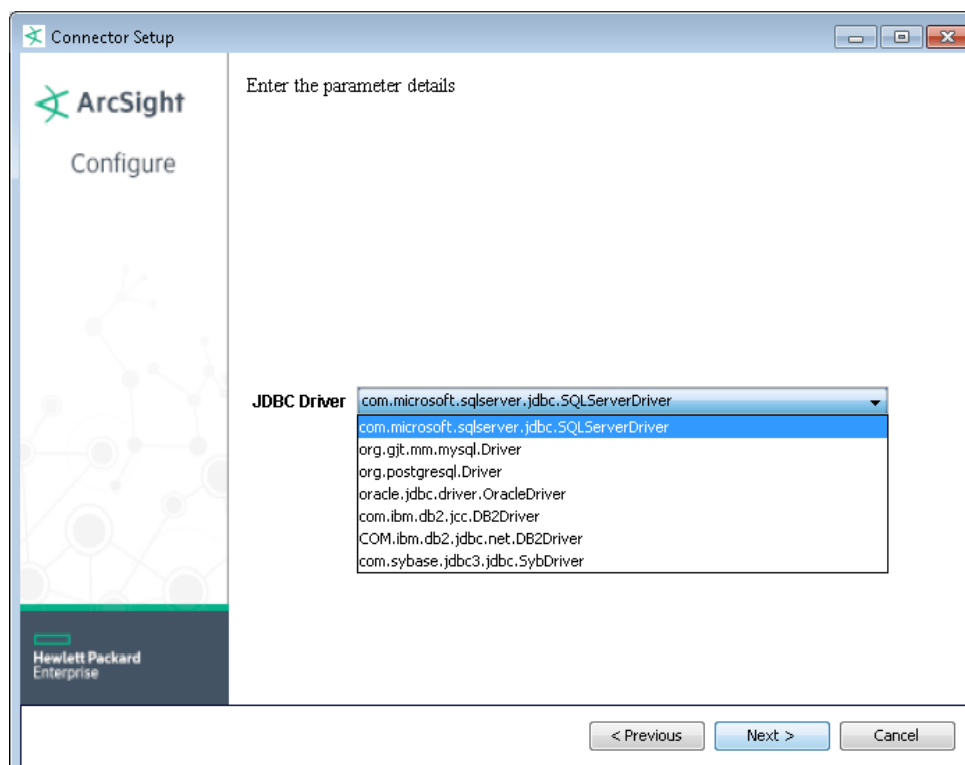 Connector Setup
ArcSight
Configure
Enter the parameter details
JDBC Driver com.microsoft.sqlserver.jdbc.SQLServerDriver
com.microsoft.sqlserver.jdbc.SQLServerDriver
org.gjt.mm.mysql.Driver
org.postgresql.Driver
oracle.jdbc.driver.OracleDriver
com.ibm.db2.jcc.DB2Driver
COM.ibm.db2.jdbc.net.DB2Driver
com.sybase.jdbc3.jdbc.SybDriver
Hewlett Packard
Enterprise
< Previous Next > Cancel